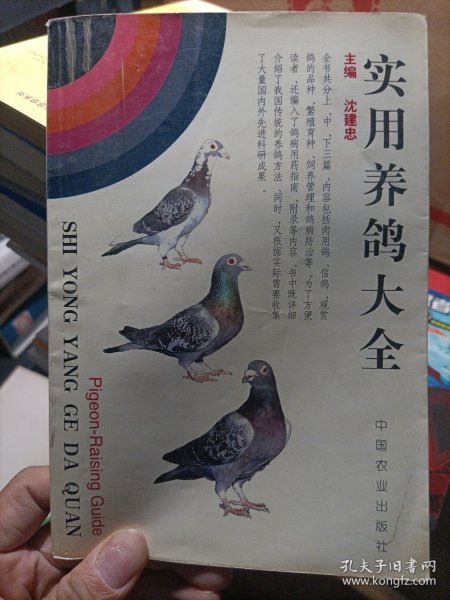 实用养鸽大全
主编 沈建忠
全书共分上、中、下三篇,内容包括肉用鸽、信鸽、观赏
鸽的品种、繁殖育种、饲养管理和鸽病防治等。为了方便
读者,还编入了鸽病用药指南、附录等内容。书中既详细
介绍了我国传统的养鸽方法,同时,又根据实际需要收集
了大量国内外先进科研成果。
SHI YONG YANG GE DA QUAN
Pigeon-Raising Guide
中国农业出版社
孔夫子旧书网
www.kongfz.com